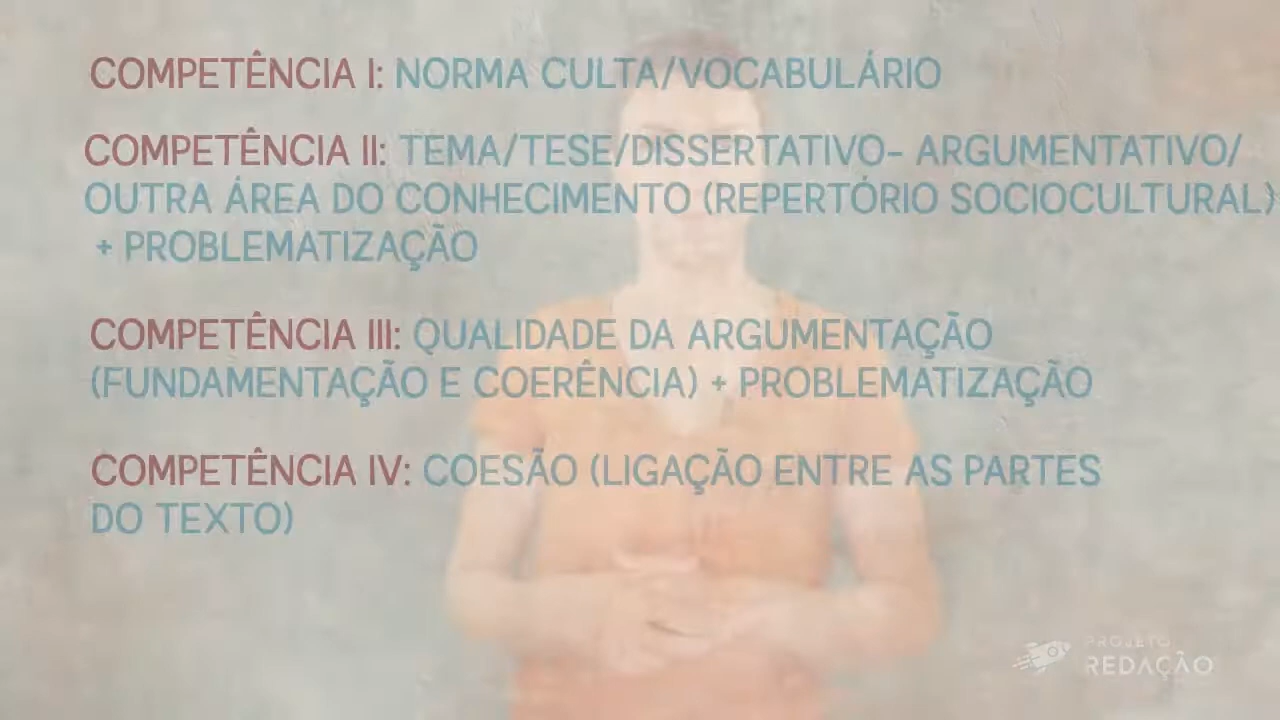 COMPETÊNCIA I: NORMA CULTA/VOCABULÁRIO
COMPETÊNCIA II: TEMA/TESE/DISSERTATIVO- ARGUMENTATIVO/
OUTRA ÁREA DO CONHECIMENTO (REPERTÓRIO SOCIOCULTURAL)
+ PROBLEMATIZAÇÃO
COMPETÊNCIA III: QUALIDADE DA ARGUMENTAÇÃO
(FUNDAMENTAÇÃO E COERÊNCIA) + PROBLEMATIZAÇÃO
COMPETÊNCIA IV: COESÃO (LIGAÇÃO ENTRE AS PARTES
DO TEXTO)
PROJETO
REDAÇÃO